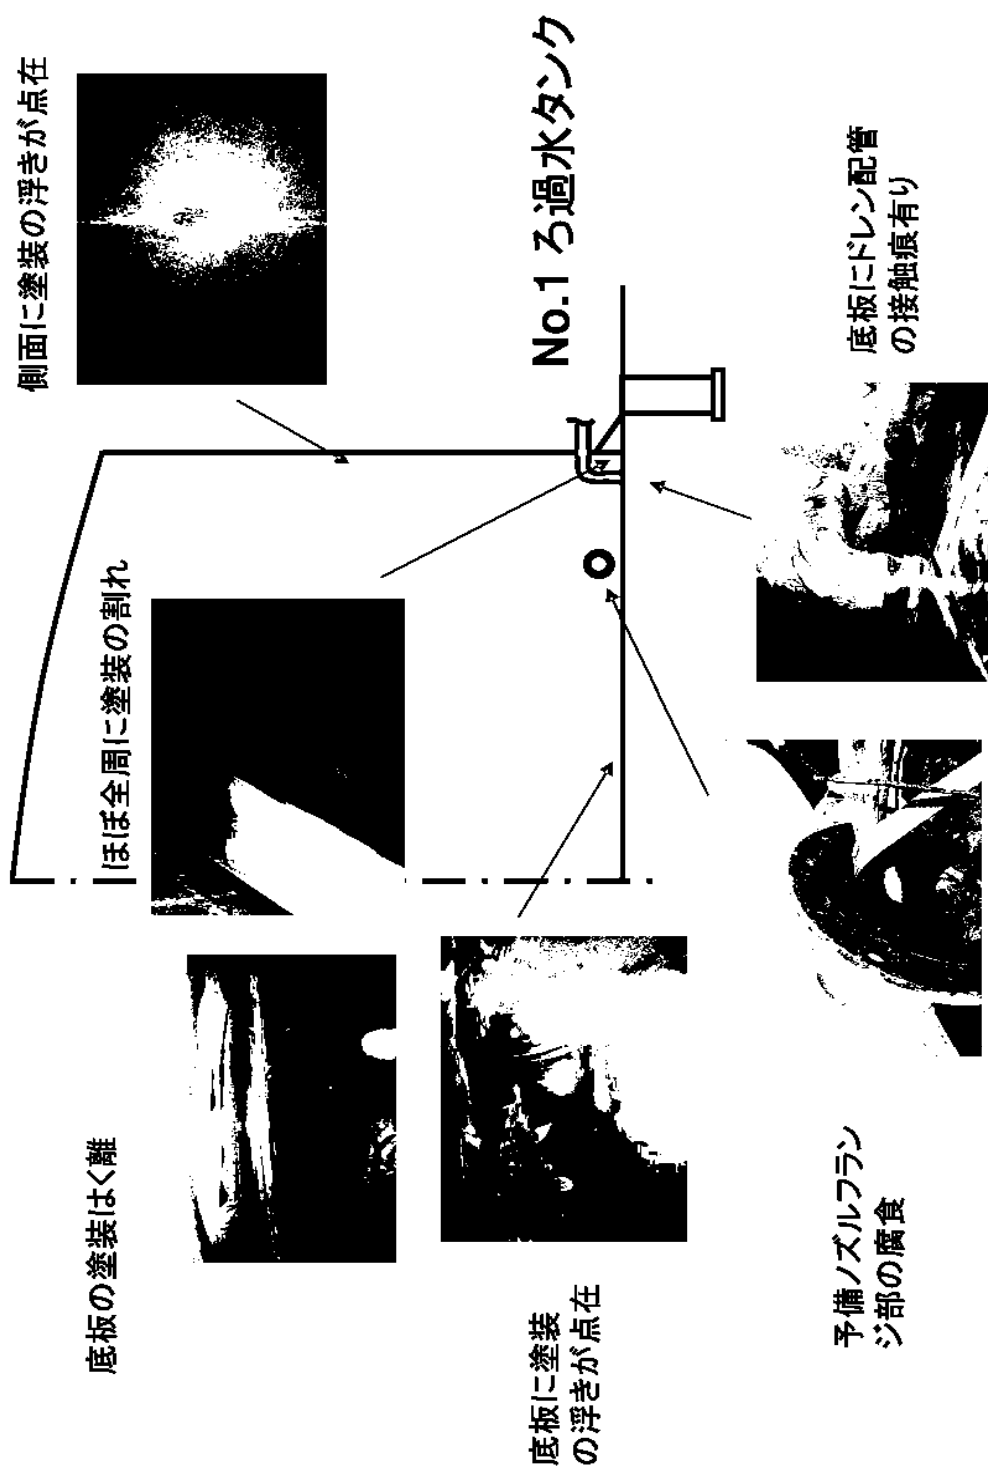 底板の塗装はく離
ほぼ全周に塗装の割れ
側面に塗装の浮きが点在
底板に塗装
の浮きが点在
No.1 ろ過水タンク
予備ノズルフラン
ジ部の腐食
底板にドレン配管
の接触痕有り